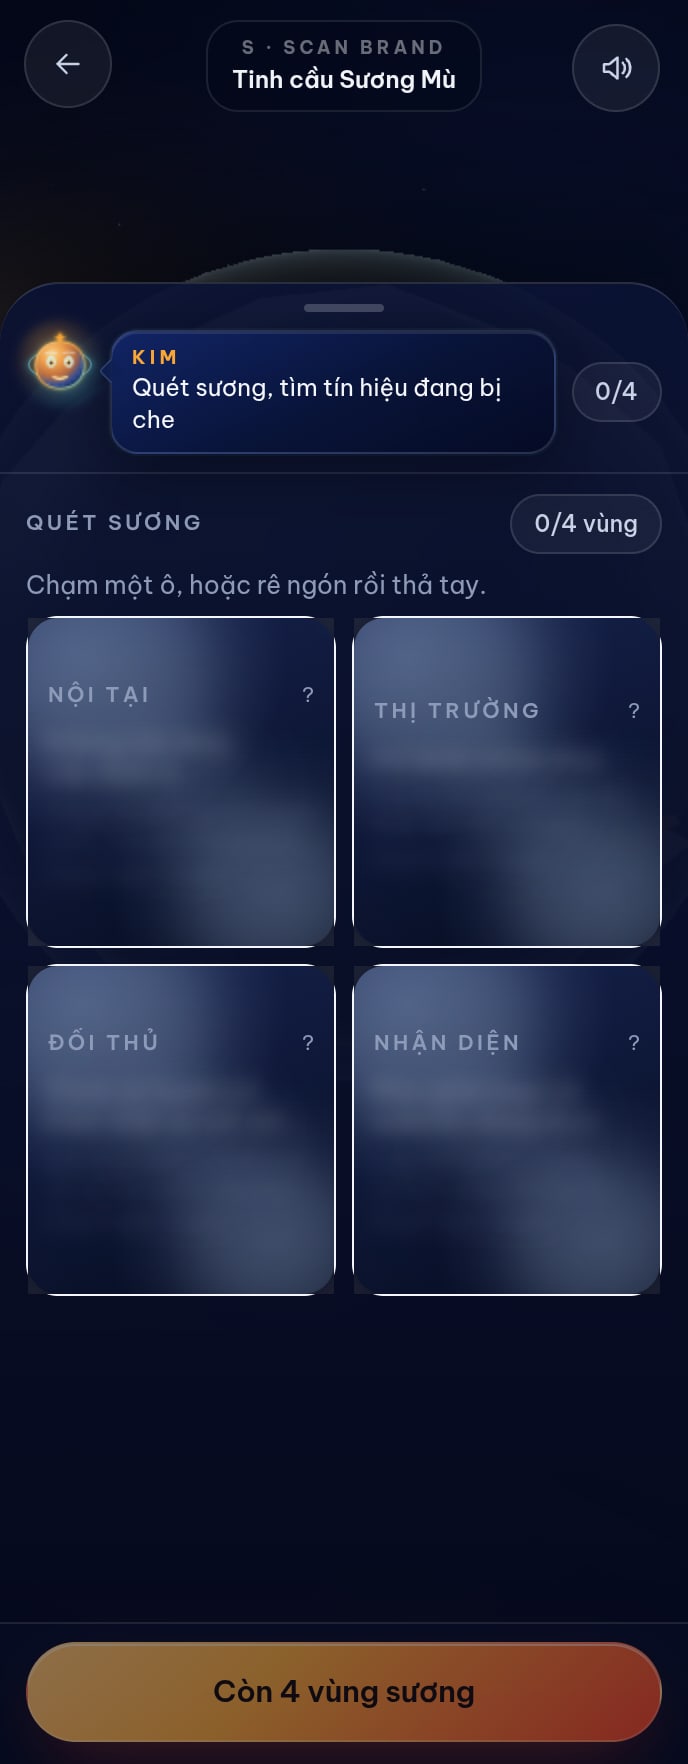 S · SCAN BRAND
Tinh cầu Sương Mù
KIM
Quét sương, tìm tín hiệu đang bị
che
0/4
QUÉT SƯƠNG
0/4 vùng
Chạm một ô, hoặc rê ngón rồi thả tay.
NỘI TẠI
?
THỊ TRƯỜNG
?
ĐỐI THỦ
?
NHẬN DIỆN
?
Còn 4 vùng sương